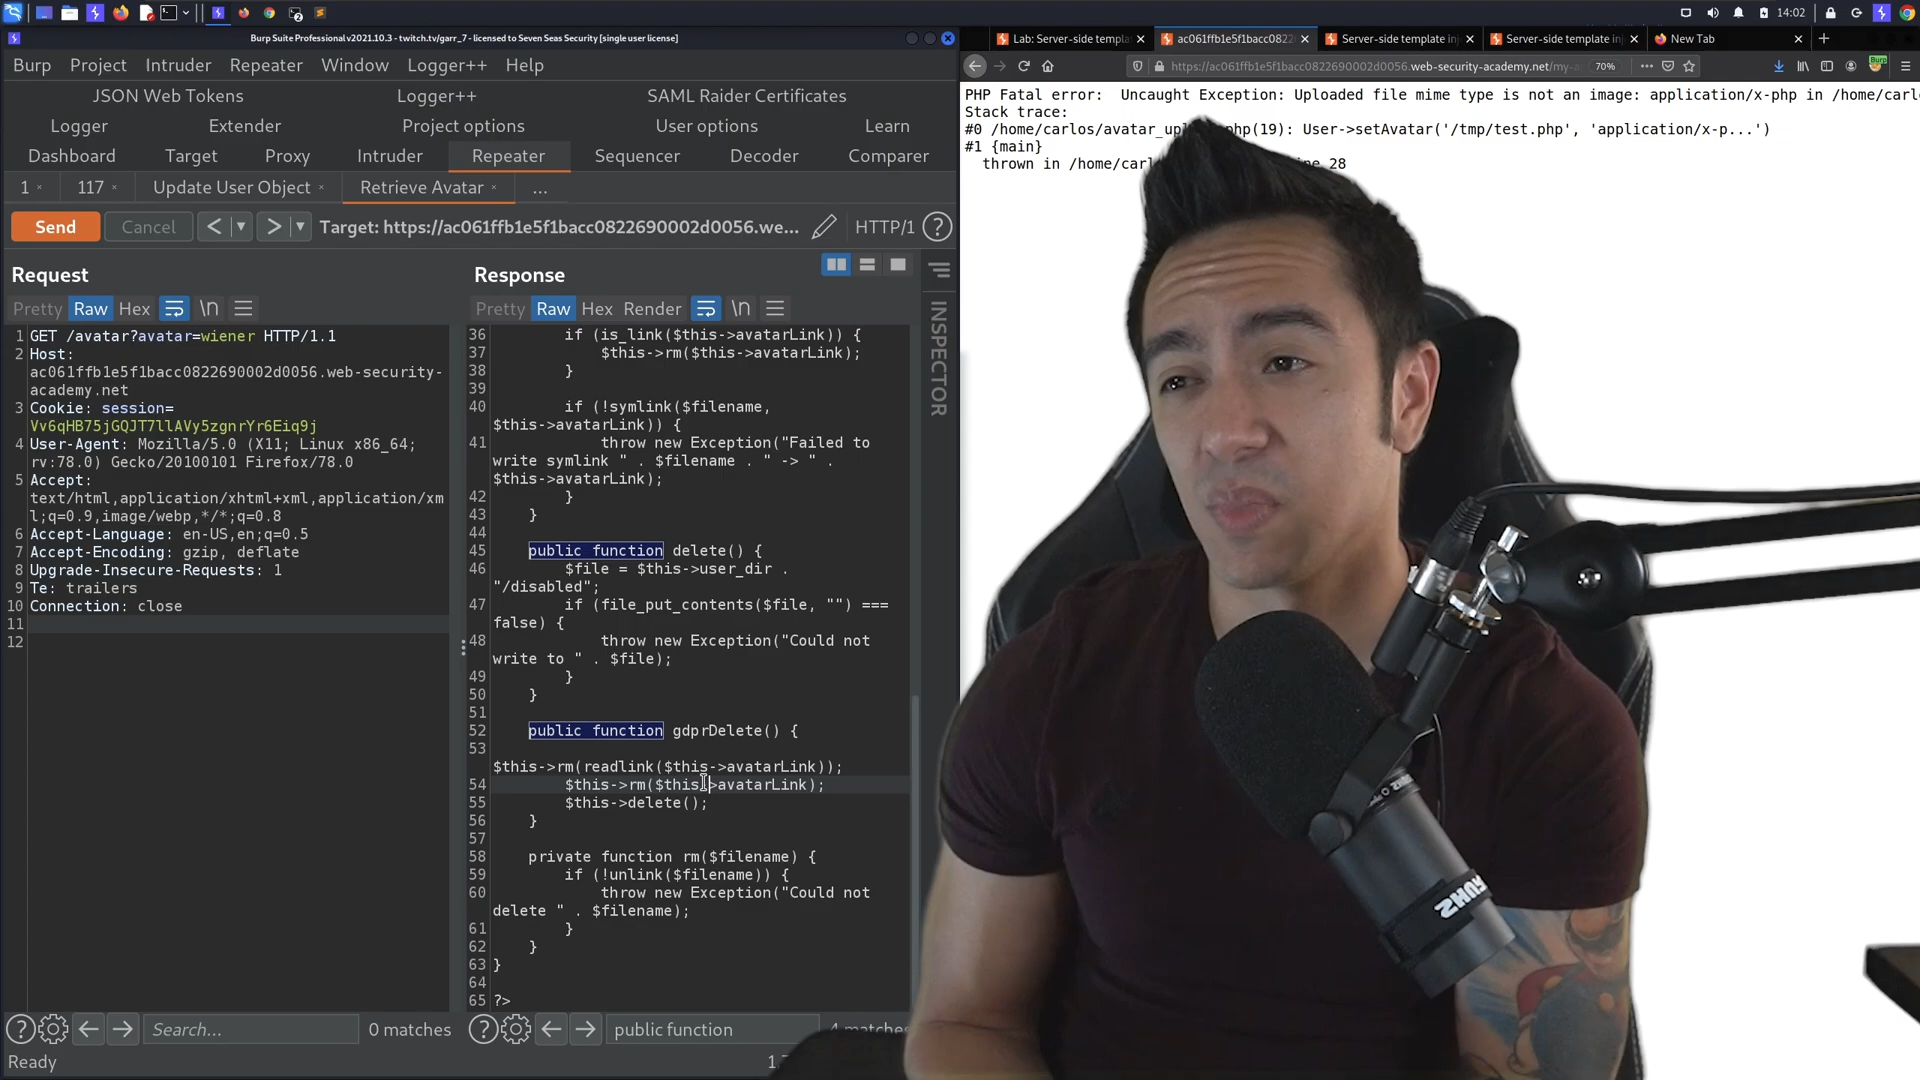 14:02
Burp Suite Professional v2021.10.3 - twitch.tv/garr_7 - licensed to Seven Seas Security [single user license]
Burp Project Intruder Repeater Window Logger++ Help
JSON Web Tokens Logger++ SAML Raider Certificates
Logger Extender Project options User options Learn
Dashboard Target Proxy Intruder Repeater Sequencer Decoder Comparer
1 × 117 × Update User Object × Retrieve Avatar × ...
Send Cancel < > Target: https://ac061ffb1e5f1bacc0822690002d0056.we... HTTP/1 ?
Request
Pretty Raw Hex \n
1 GET /avatar?avatar=wiener HTTP/1.1
2 Host:
ac061ffb1e5f1bacc0822690002d0056.web-security-
academy.net
3 Cookie: session=
Vv6qHB75jGQJT7llAVy5zgnrYr6Eiq9j
4 User-Agent: Mozilla/5.0 (X11; Linux x86_64;
rv:78.0) Gecko/20100101 Firefox/78.0
5 Accept:
text/html,application/xhtml+xml,application/xm
l;q=0.9,image/webp,*/*;q=0.8
6 Accept-Language: en-US,en;q=0.5
7 Accept-Encoding: gzip, deflate
8 Upgrade-Insecure-Requests: 1
9 Te: trailers
10 Connection: close
11
12
? Search... 0 matches
Ready
Response
Pretty Raw Hex Render \n
INSPECTOR
36 if (is_link($this->avatarLink)) {
37 $this->rm($this->avatarLink);
38 }
39
40 if (!symlink($filename,
$this->avatarLink)) {
41 throw new Exception("Failed to
write symlink " . $filename . " -> " .
$this->avatarLink);
42 }
43 }
44
45 public function delete() {
46 $file = $this->user_dir .
"/disabled";
47 if (file_put_contents($file, "") ===
false) {
48 throw new Exception("Could not
write to " . $file);
49 }
50 }
51
52 public function gdprDelete() {
53
$this->rm(readlink($this->avatarLink));
54 $this->rm($this->avatarLink);
55 $this->delete();
56 }
57
58 private function rm($filename) {
59 if (!unlink($filename)) {
60 throw new Exception("Could not
delete " . $filename);
61 }
62 }
63 }
64
65 ?>
? public function 4 matches
Lab: Server-side templa × ac061ffb1e5f1bacc0822 × Server-side template inj × Server-side template inj × New Tab × +
https://ac061ffb1e5f1bacc0822690002d0056.web-security-academy.net/my-a 70% Burp
PHP Fatal error: Uncaught Exception: Uploaded file mime type is not an image: application/x-php in /home/carlo
Stack trace:
#0 /home/carlos/avatar_upl php(19): User->setAvatar('/tmp/test.php', 'application/x-p...')
#1 {main}
thrown in /home/carl 28
SHURE